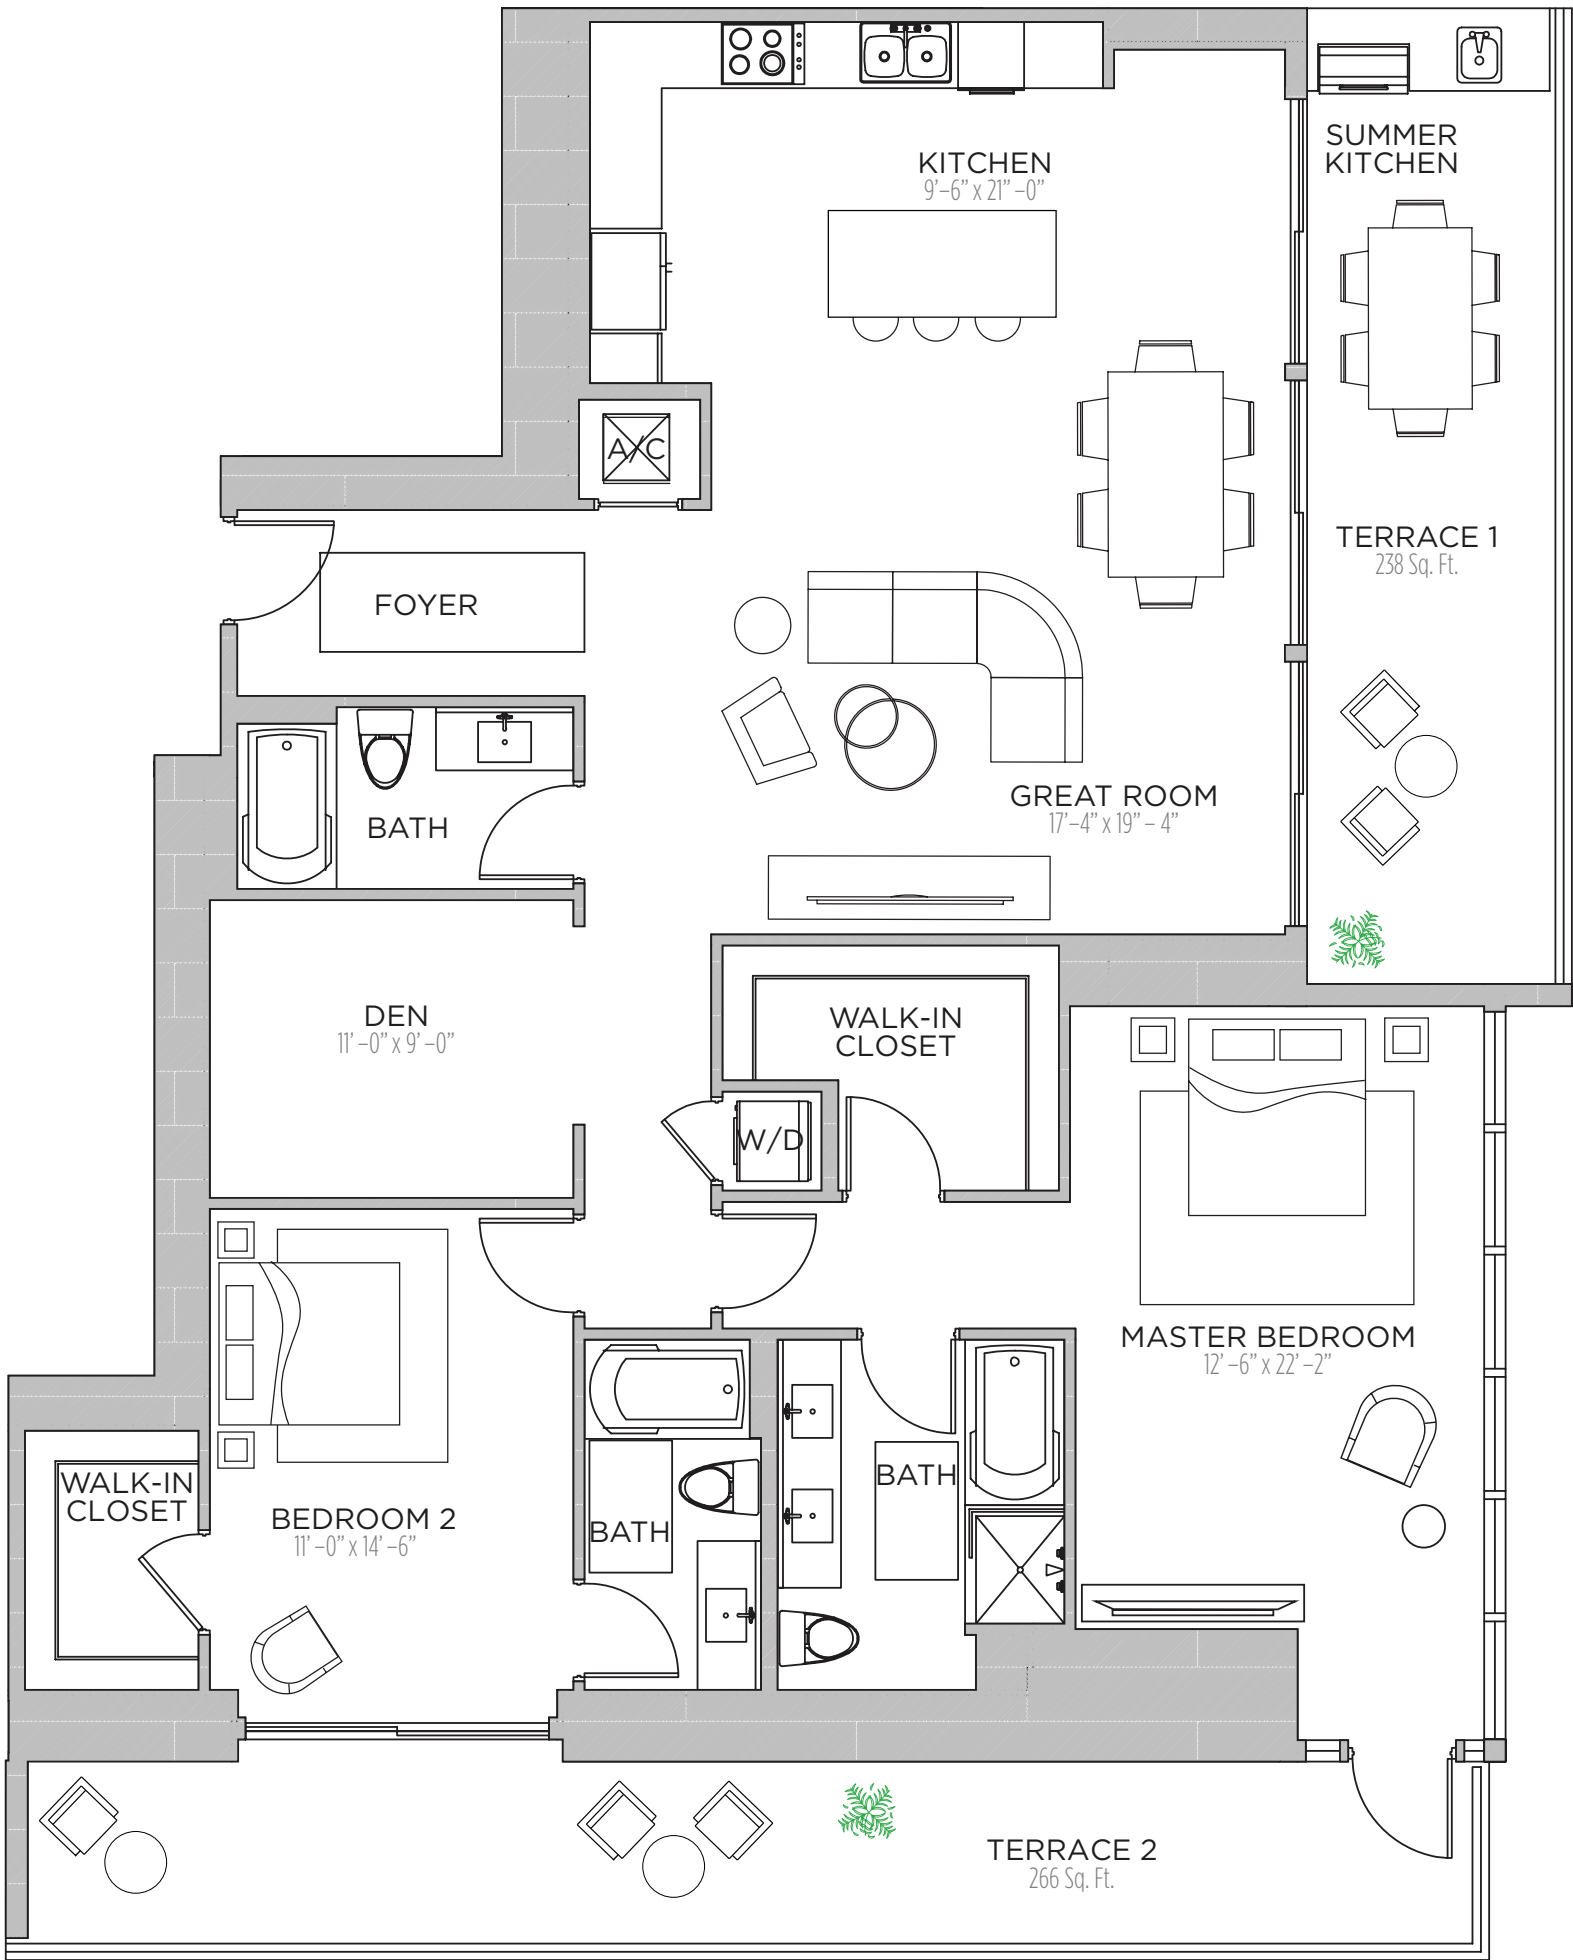 SUMMER
KITCHEN
KITCHEN
9’–6” x 21” –0”
A/C
TERRACE 1
238 Sq. Ft.
FOYER
GREAT ROOM
17’–4” x 19” – 4”
BATH
DEN
11’ –0” x 9’ –0”
WALK-IN
CLOSET
W/D
MASTER BEDROOM
12’ –6” x 22’ –2”
WALK-IN
CLOSET
BEDROOM 2
11’ –0” x 14’ –6”
BATH
BATH
TERRACE 2
266 Sq. Ft.